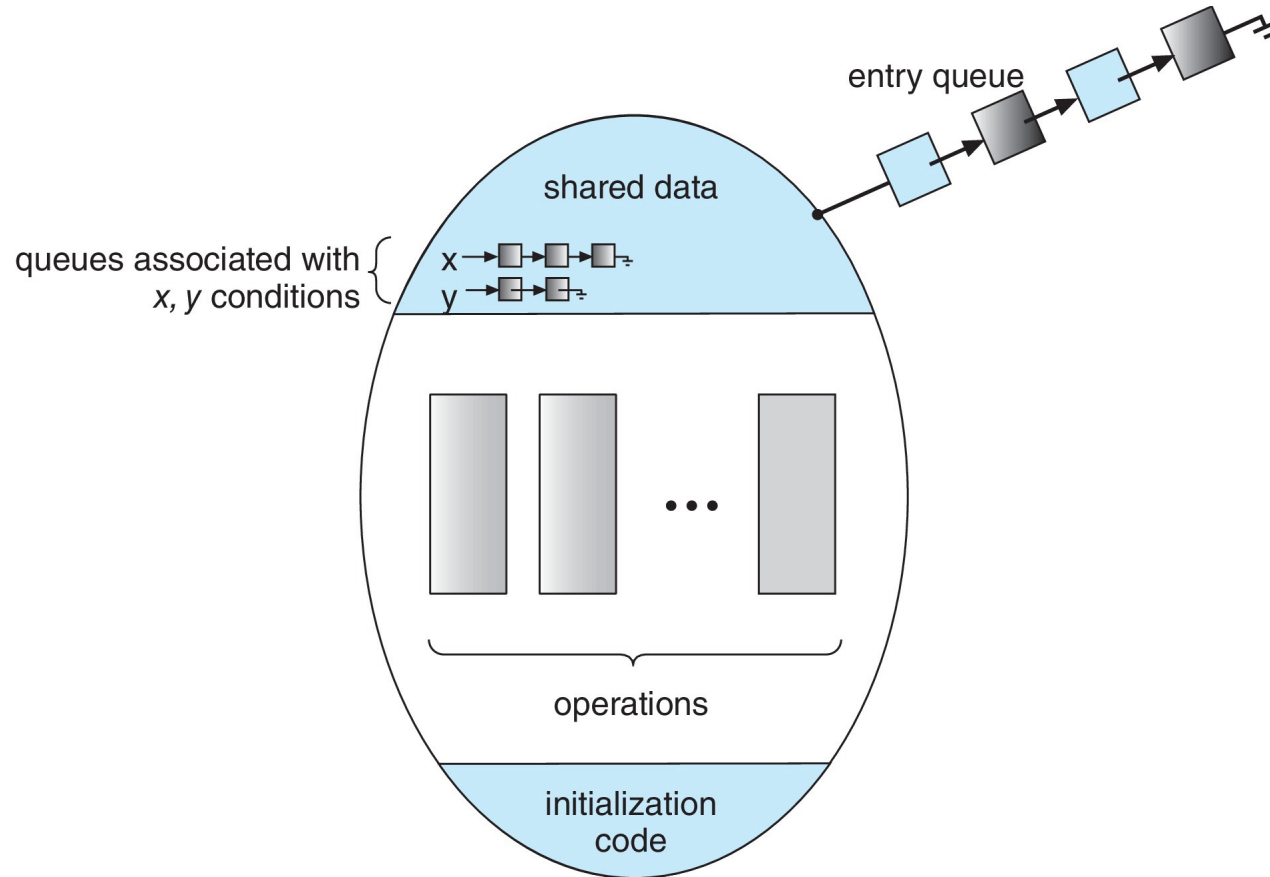 entry queue
shared data
queues associated with
x, y conditions
x
y
operations
initialization
code